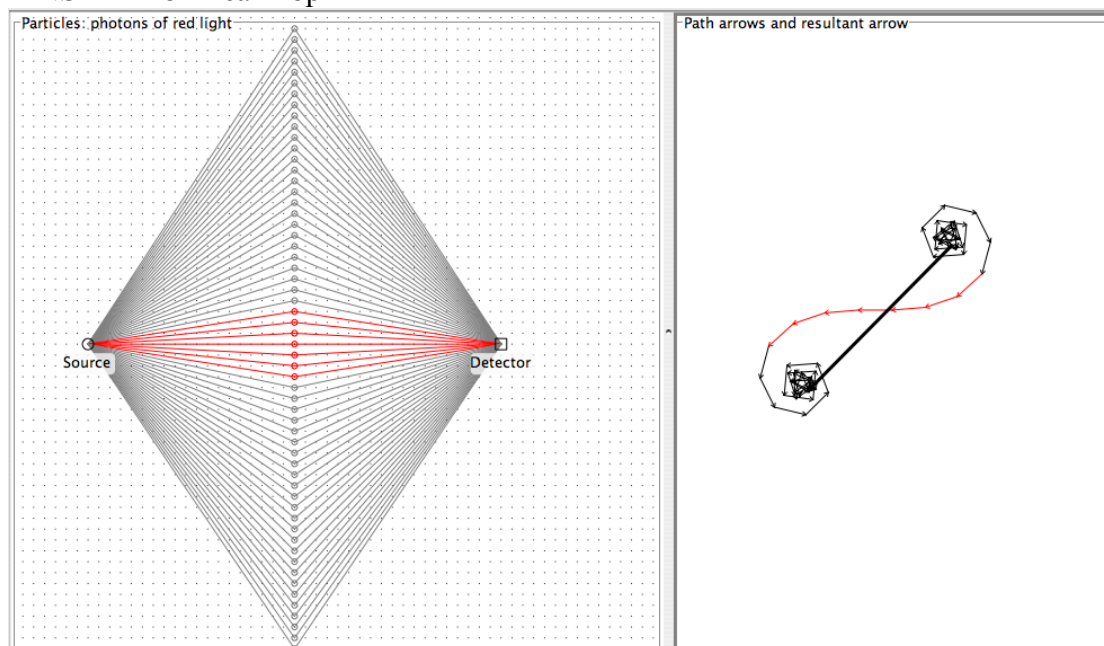 Particles: photons of red light
Path arrows and resultant arrow
Source
Detector